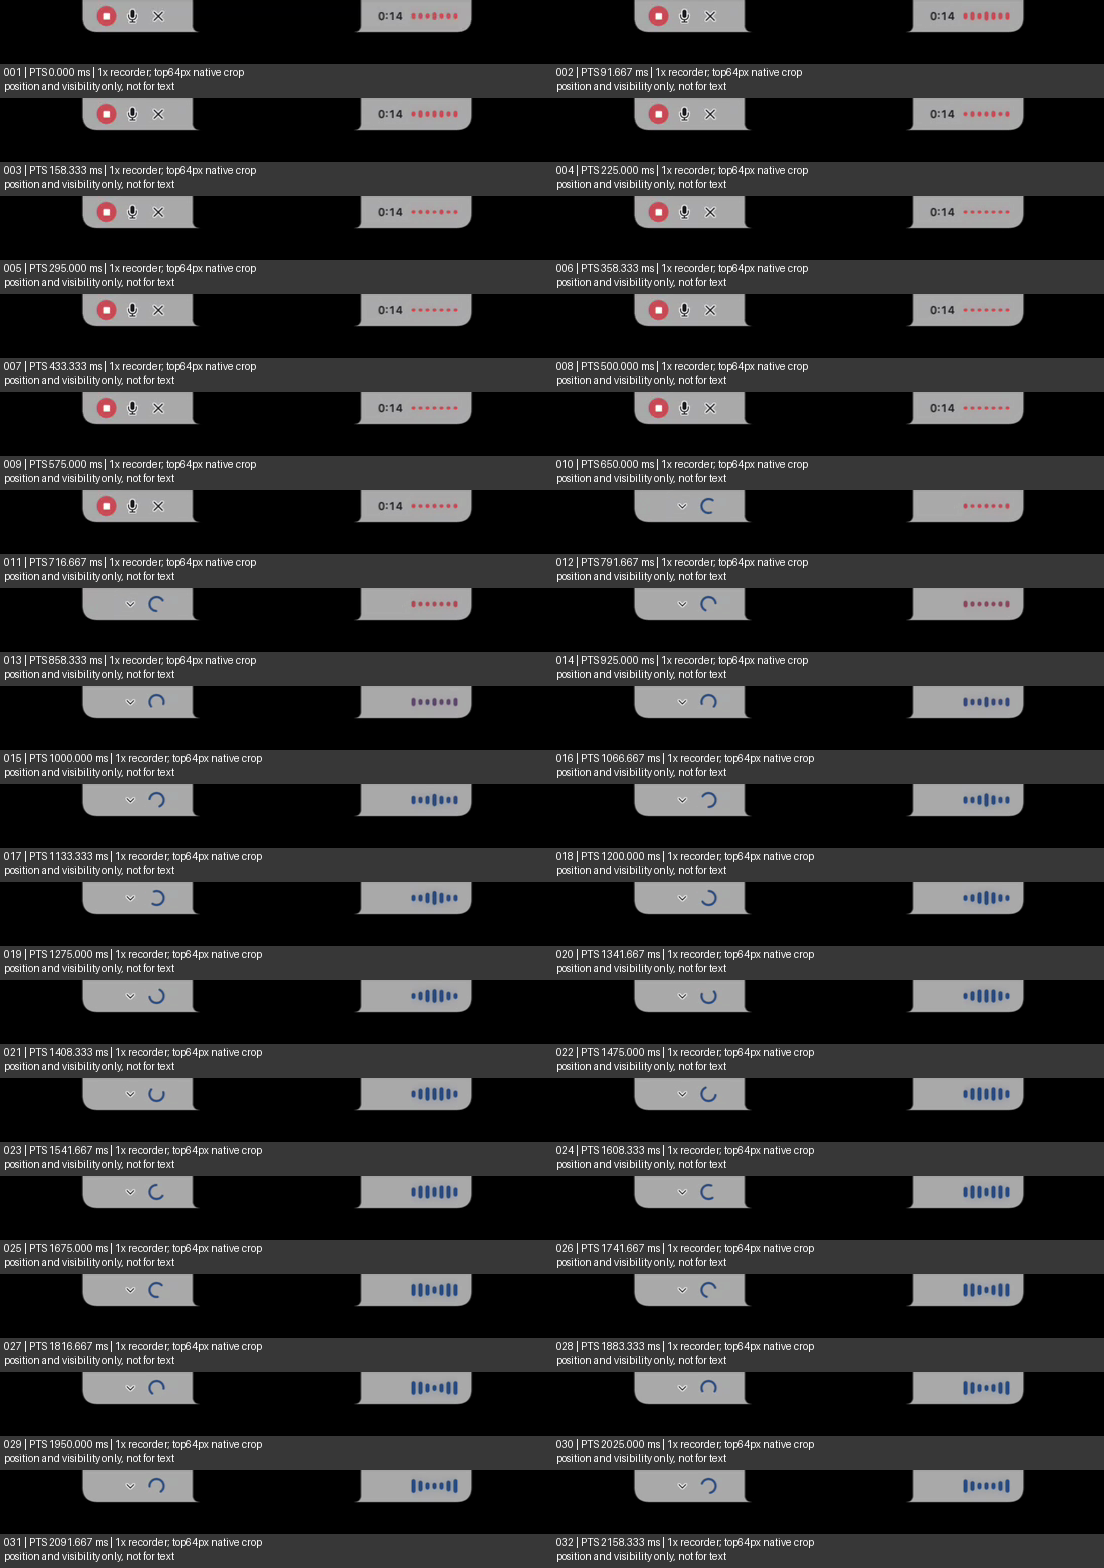 0:14
0:14
001 | PTS 0.000 ms | 1x recorder; top64px native crop
position and visibility only, not for text
002 | PTS 91.667 ms | 1x recorder; top64px native crop
position and visibility only, not for text
0:14
0:14
003 | PTS 158.333 ms | 1x recorder; top64px native crop
position and visibility only, not for text
004 | PTS 225.000 ms | 1x recorder; top64px native crop
position and visibility only, not for text
0:14
0:14
005 | PTS 295.000 ms | 1x recorder; top64px native crop
position and visibility only, not for text
006 | PTS 358.333 ms | 1x recorder; top64px native crop
position and visibility only, not for text
0:14
0:14
007 | PTS 433.333 ms | 1x recorder; top64px native crop
position and visibility only, not for text
008 | PTS 500.000 ms | 1x recorder; top64px native crop
position and visibility only, not for text
0:14
0:14
009 | PTS 575.000 ms | 1x recorder; top64px native crop
position and visibility only, not for text
010 | PTS 650.000 ms | 1x recorder; top64px native crop
position and visibility only, not for text
0:14
011 | PTS 716.667 ms | 1x recorder; top64px native crop
position and visibility only, not for text
012 | PTS 791.667 ms | 1x recorder; top64px native crop
position and visibility only, not for text
013 | PTS 858.333 ms | 1x recorder; top64px native crop
position and visibility only, not for text
014 | PTS 925.000 ms | 1x recorder; top64px native crop
position and visibility only, not for text
015 | PTS 1000.000 ms | 1x recorder; top64px native crop
position and visibility only, not for text
016 | PTS 1066.667 ms | 1x recorder; top64px native crop
position and visibility only, not for text
017 | PTS 1133.333 ms | 1x recorder; top64px native crop
position and visibility only, not for text
018 | PTS 1200.000 ms | 1x recorder; top64px native crop
position and visibility only, not for text
019 | PTS 1275.000 ms | 1x recorder; top64px native crop
position and visibility only, not for text
020 | PTS 1341.667 ms | 1x recorder; top64px native crop
position and visibility only, not for text
021 | PTS 1408.333 ms | 1x recorder; top64px native crop
position and visibility only, not for text
022 | PTS 1475.000 ms | 1x recorder; top64px native crop
position and visibility only, not for text
023 | PTS 1541.667 ms | 1x recorder; top64px native crop
position and visibility only, not for text
024 | PTS 1608.333 ms | 1x recorder; top64px native crop
position and visibility only, not for text
025 | PTS 1675.000 ms | 1x recorder; top64px native crop
position and visibility only, not for text
026 | PTS 1741.667 ms | 1x recorder; top64px native crop
position and visibility only, not for text
027 | PTS 1816.667 ms | 1x recorder; top64px native crop
position and visibility only, not for text
028 | PTS 1883.333 ms | 1x recorder; top64px native crop
position and visibility only, not for text
029 | PTS 1950.000 ms | 1x recorder; top64px native crop
position and visibility only, not for text
030 | PTS 2025.000 ms | 1x recorder; top64px native crop
position and visibility only, not for text
031 | PTS 2091.667 ms | 1x recorder; top64px native crop
position and visibility only, not for text
032 | PTS 2158.333 ms | 1x recorder; top64px native crop
position and visibility only, not for text